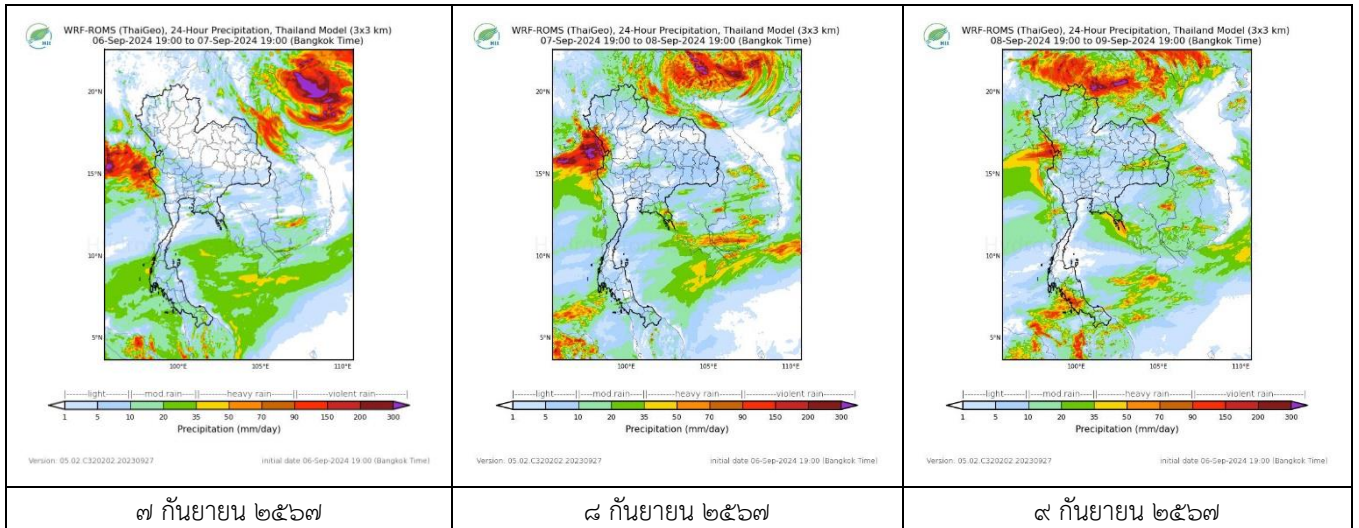 WRF-ROMS (ThaiGeo), 24-Hour Precipitation, Thailand Model (3x3 km)
06-Sep-2024 19:00 to 07-Sep-2024 19:00 (Bangkok Time)
20°N
15°N
10°N
5°N
100°E 105°E 110°E
light mod.rain heavy rain violent rain
1 5 10 20 35 50 70 90 150 200 300
Precipitation (mm/day)
Version: 05.02.C320202.20230927 initial date 06-Sep-2024 19:00 (Bangkok Time)
๗ กันยายน ๒๕๖๗
WRF-ROMS (ThaiGeo), 24-Hour Precipitation, Thailand Model (3x3 km)
07-Sep-2024 19:00 to 08-Sep-2024 19:00 (Bangkok Time)
20°N
15°N
10°N
5°N
100°E 105°E 110°E
light mod.rain heavy rain violent rain
1 5 10 20 35 50 70 90 150 200 300
Precipitation (mm/day)
Version: 05.02.C320202.20230927 initial date 06-Sep-2024 19:00 (Bangkok Time)
๘ กันยายน ๒๕๖๗
WRF-ROMS (ThaiGeo), 24-Hour Precipitation, Thailand Model (3x3 km)
08-Sep-2024 19:00 to 09-Sep-2024 19:00 (Bangkok Time)
20°N
15°N
10°N
5°N
100°E 105°E 110°E
light mod.rain heavy rain violent rain
1 5 10 20 35 50 70 90 150 200 300
Precipitation (mm/day)
Version: 05.02.C320202.20230927 initial date 06-Sep-2024 19:00 (Bangkok Time)
๙ กันยายน ๒๕๖๗